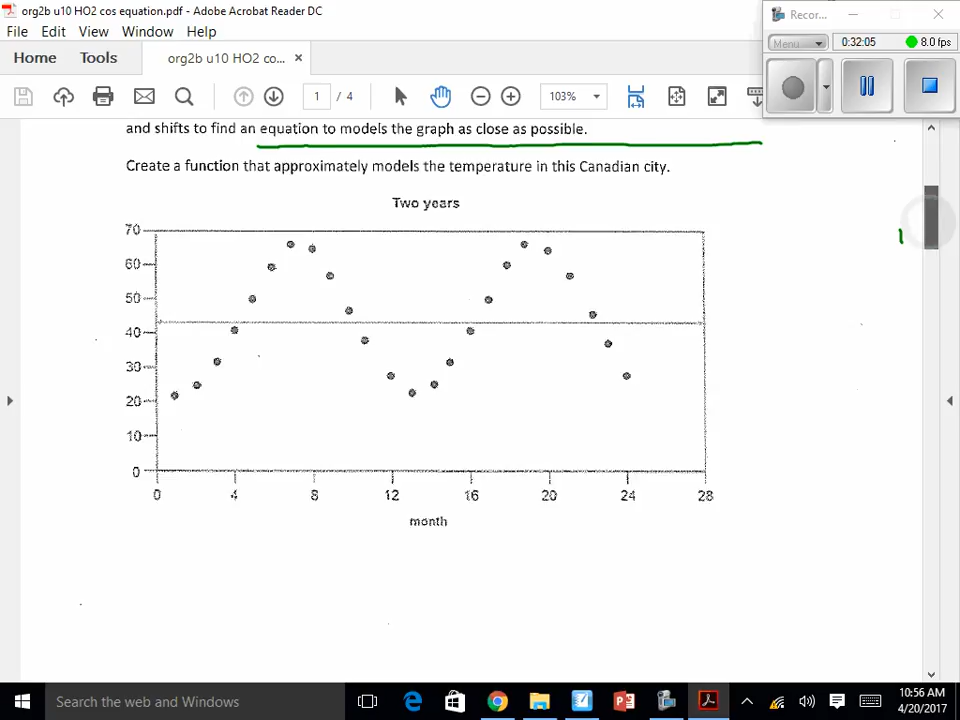 org2b u10 HO2 cos equation.pdf - Adobe Acrobat Reader DC
File Edit View Window Help
Home Tools org2b u10 HO2 co... ×
1 / 4 103%
Recor...
Menu 0:32:05 8.0 fps
and shifts to find an equation to models the graph as close as possible.
Create a function that approximately models the temperature in this Canadian city.
Two years
70
60
50
40
30
20
10
0
0 4 8 12 16 20 24 28
month
Search the web and Windows
10:56 AM
4/20/2017